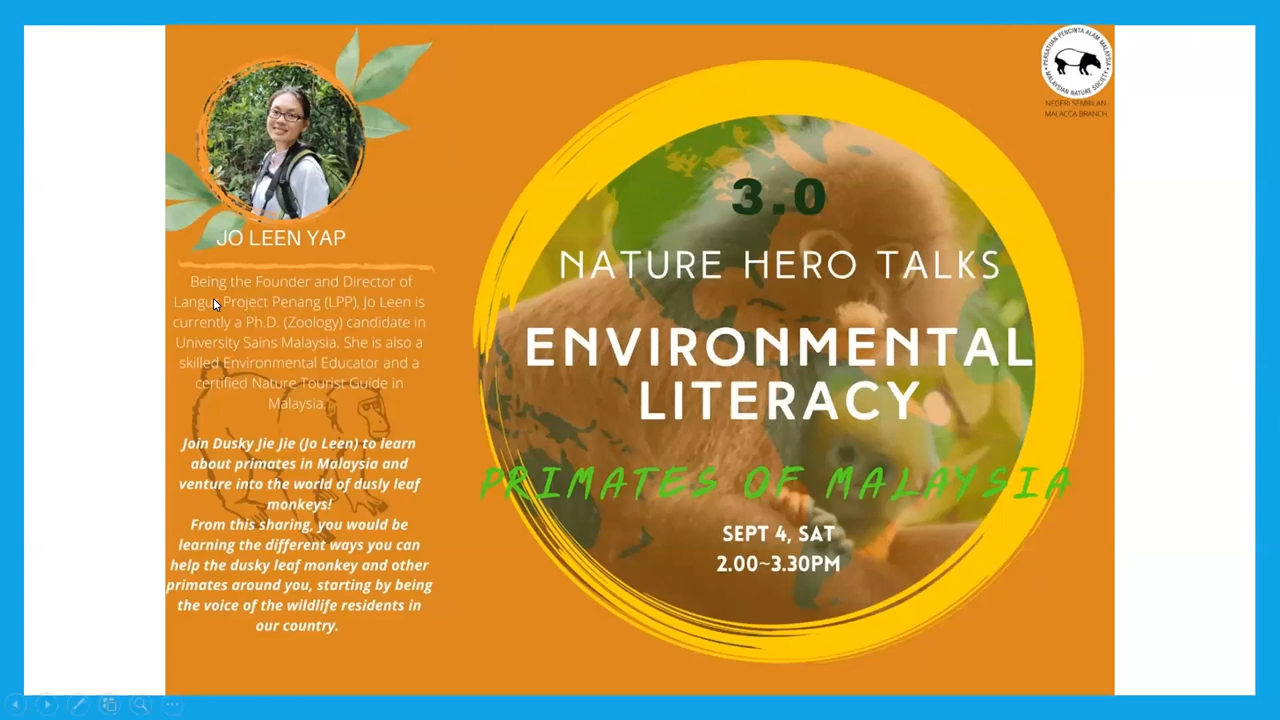 JO LEEN YAP
Being the Founder and Director of
Langu Project Penang (LPP), Jo Leen is
currently a Ph.D. (Zoology) candidate in
University Sains Malaysia. She is also a
skilled Environmental Educator and a
certified Nature Tourist Guide in
Malaysia.
Join Dusky Jie Jie (Jo Leen) to learn
about primates in Malaysia and
venture into the world of dusly leaf
monkeys!
From this sharing, you would be
learning the different ways you can
help the dusky leaf monkey and other
primates around you, starting by being
the voice of the wildlife residents in
our country.
3.0
NATURE HERO TALKS
ENVIRONMENTAL
LITERACY
PRIMATES OF MALAYSIA
SEPT 4, SAT
2.00~3.30PM
PERSATUAN PENCINTA ALAM MALAYSIA
MALAYSIAN NATURE SOCIETY
NEGERI SEMBILAN-
MALACCA BRANCH